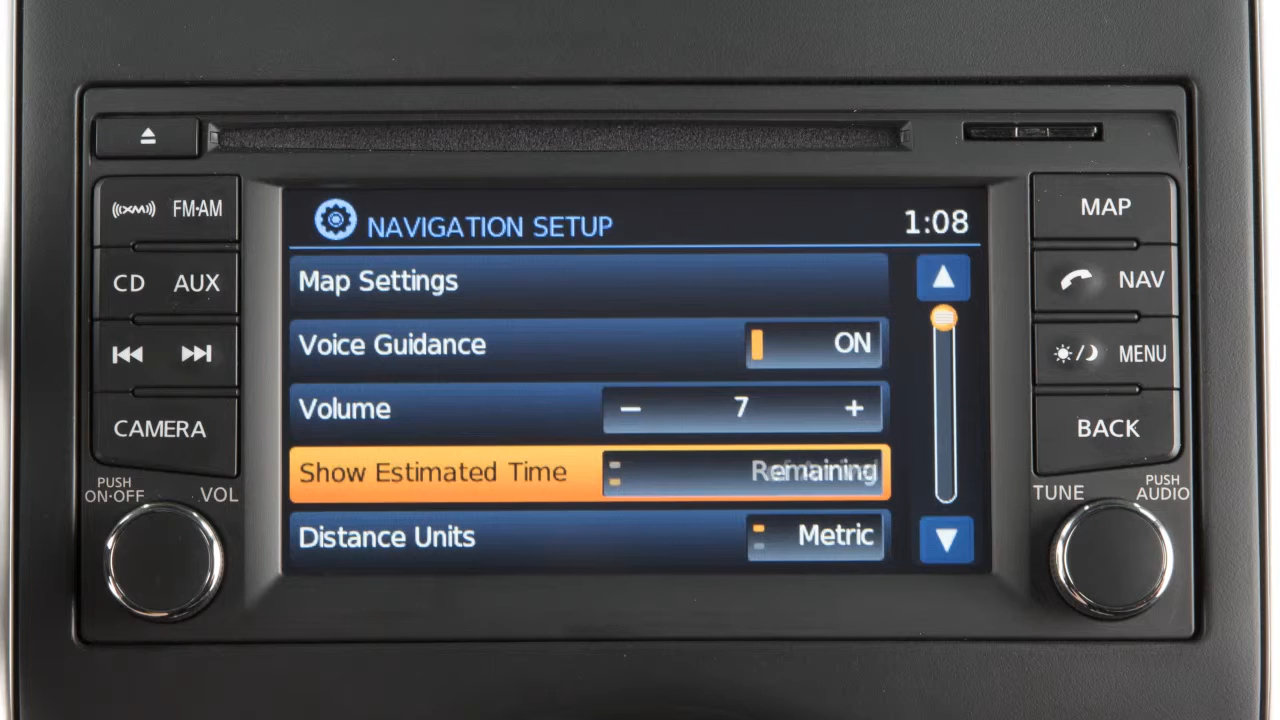 XM FM·AM
CD AUX
CAMERA
PUSH
ON·OFF VOL
NAVIGATION SETUP 1:08
Map Settings
Voice Guidance ON
Volume − 7 +
Show Estimated Time Remaining
Distance Units Metric
MAP
NAV
MENU
BACK
TUNE PUSH
AUDIO